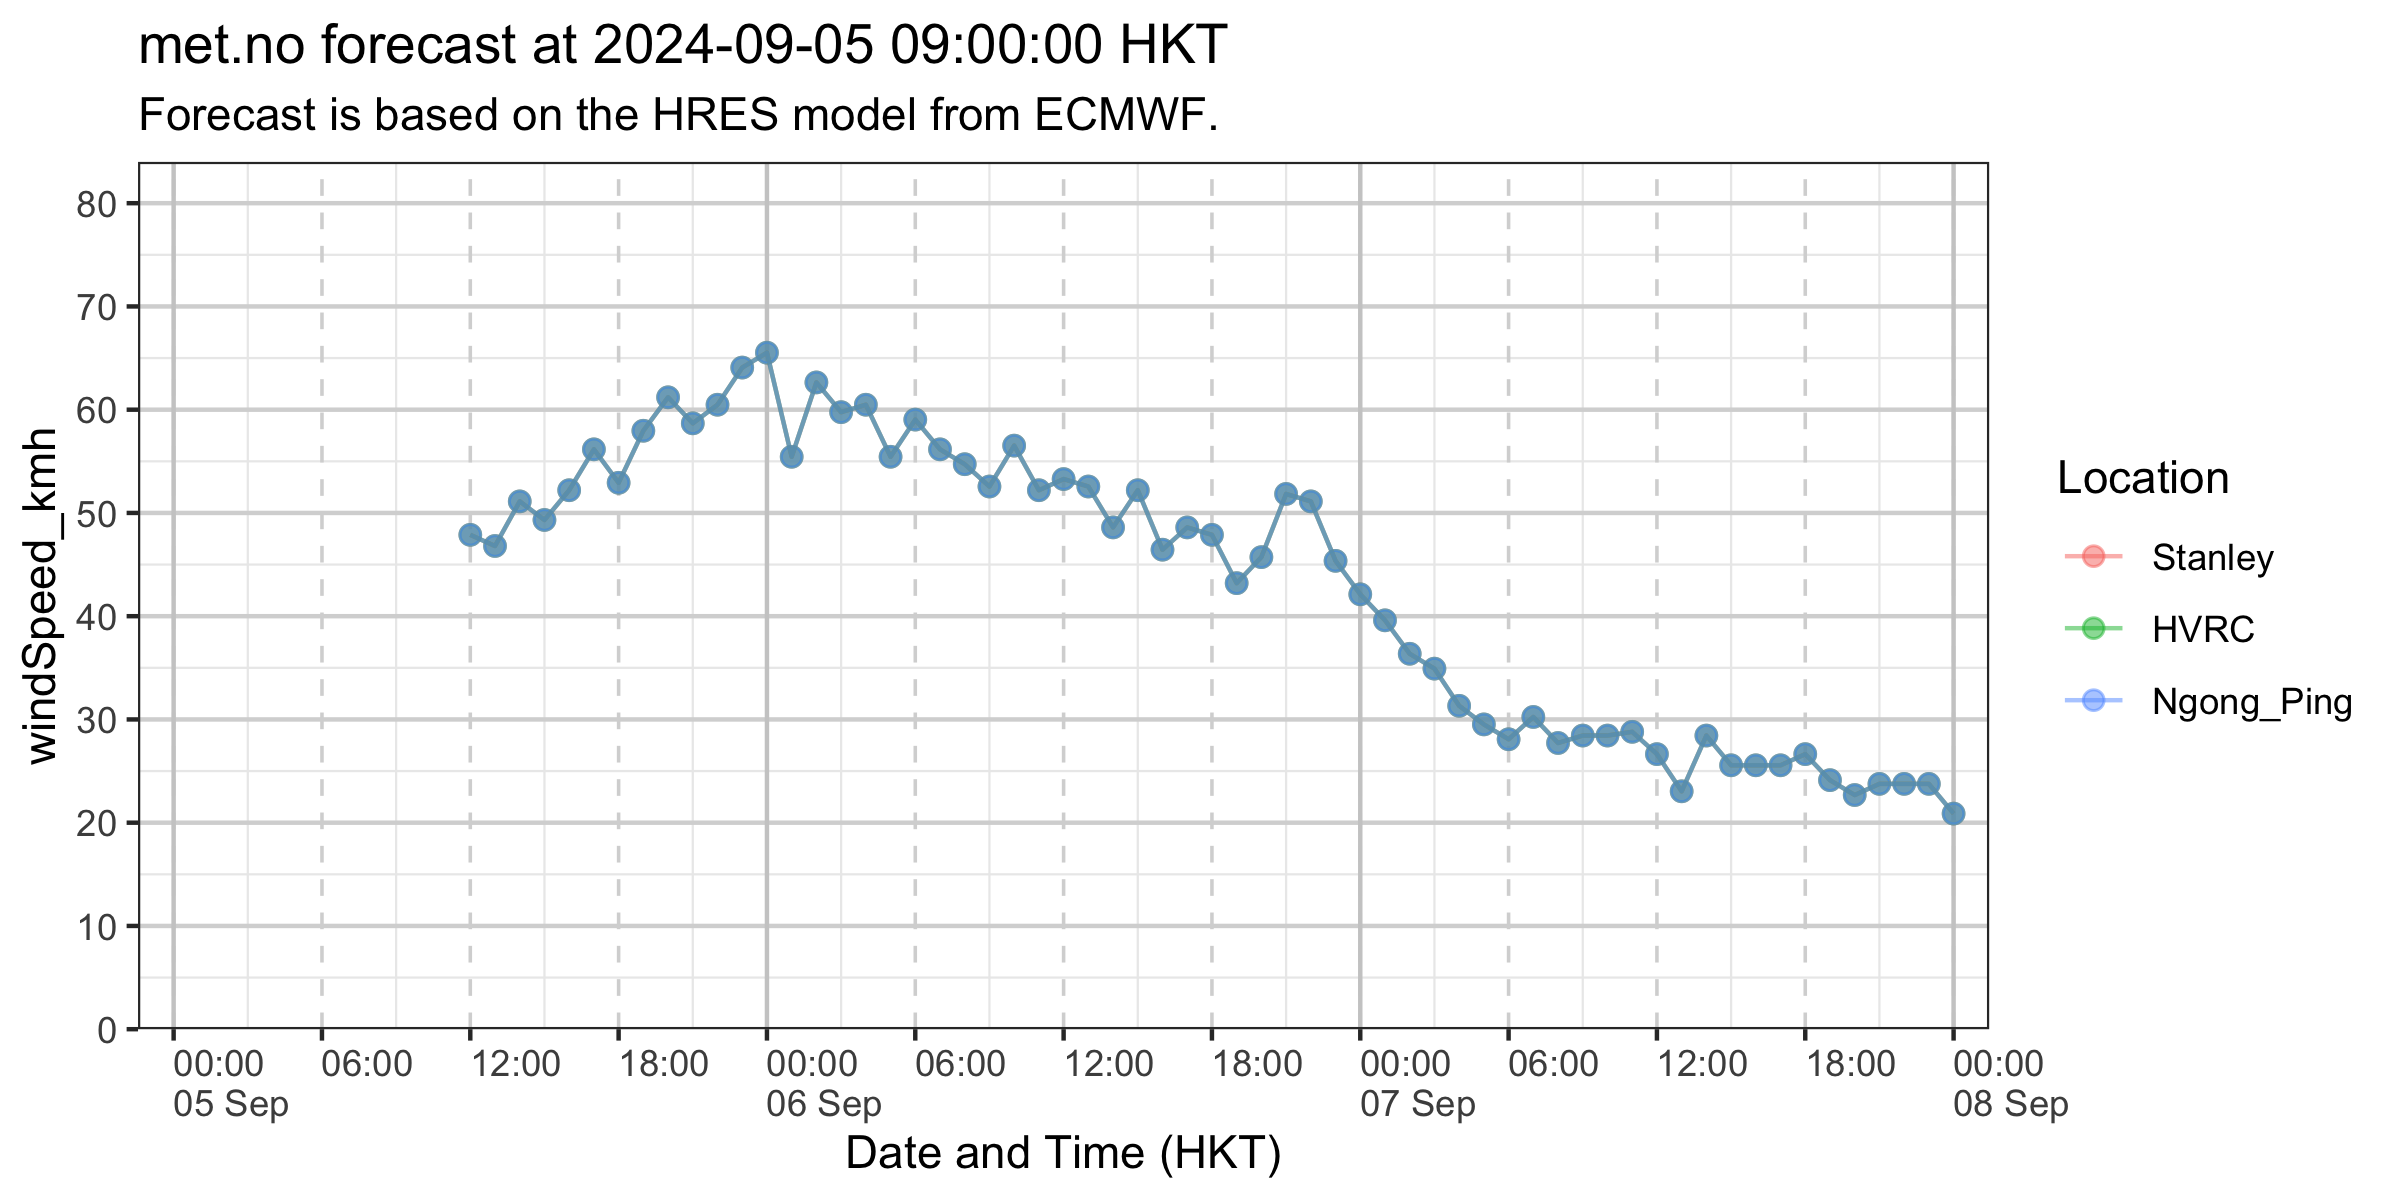 met.no forecast at 2024-09-05 09:00:00 HKT
Forecast is based on the HRES model from ECMWF.
windSpeed_kmh
80
70
60
50
40
30
20
10
0
00:00 06:00 12:00 18:00 00:00 06:00 12:00 18:00 00:00 06:00 12:00 18:00 00:00
05 Sep 06 Sep 07 Sep 08 Sep
Date and Time (HKT)
Location
Stanley
HVRC
Ngong_Ping